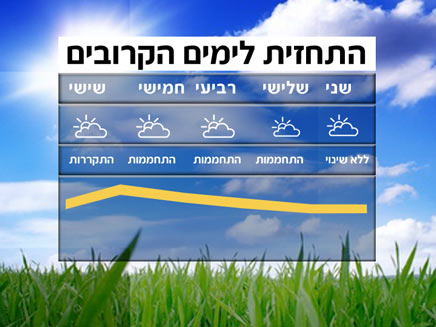 התחזית לימים הקרובים
שני שלישי רביעי חמישי שישי
ללא שינוי התחממות התחממות התחממות התקררות